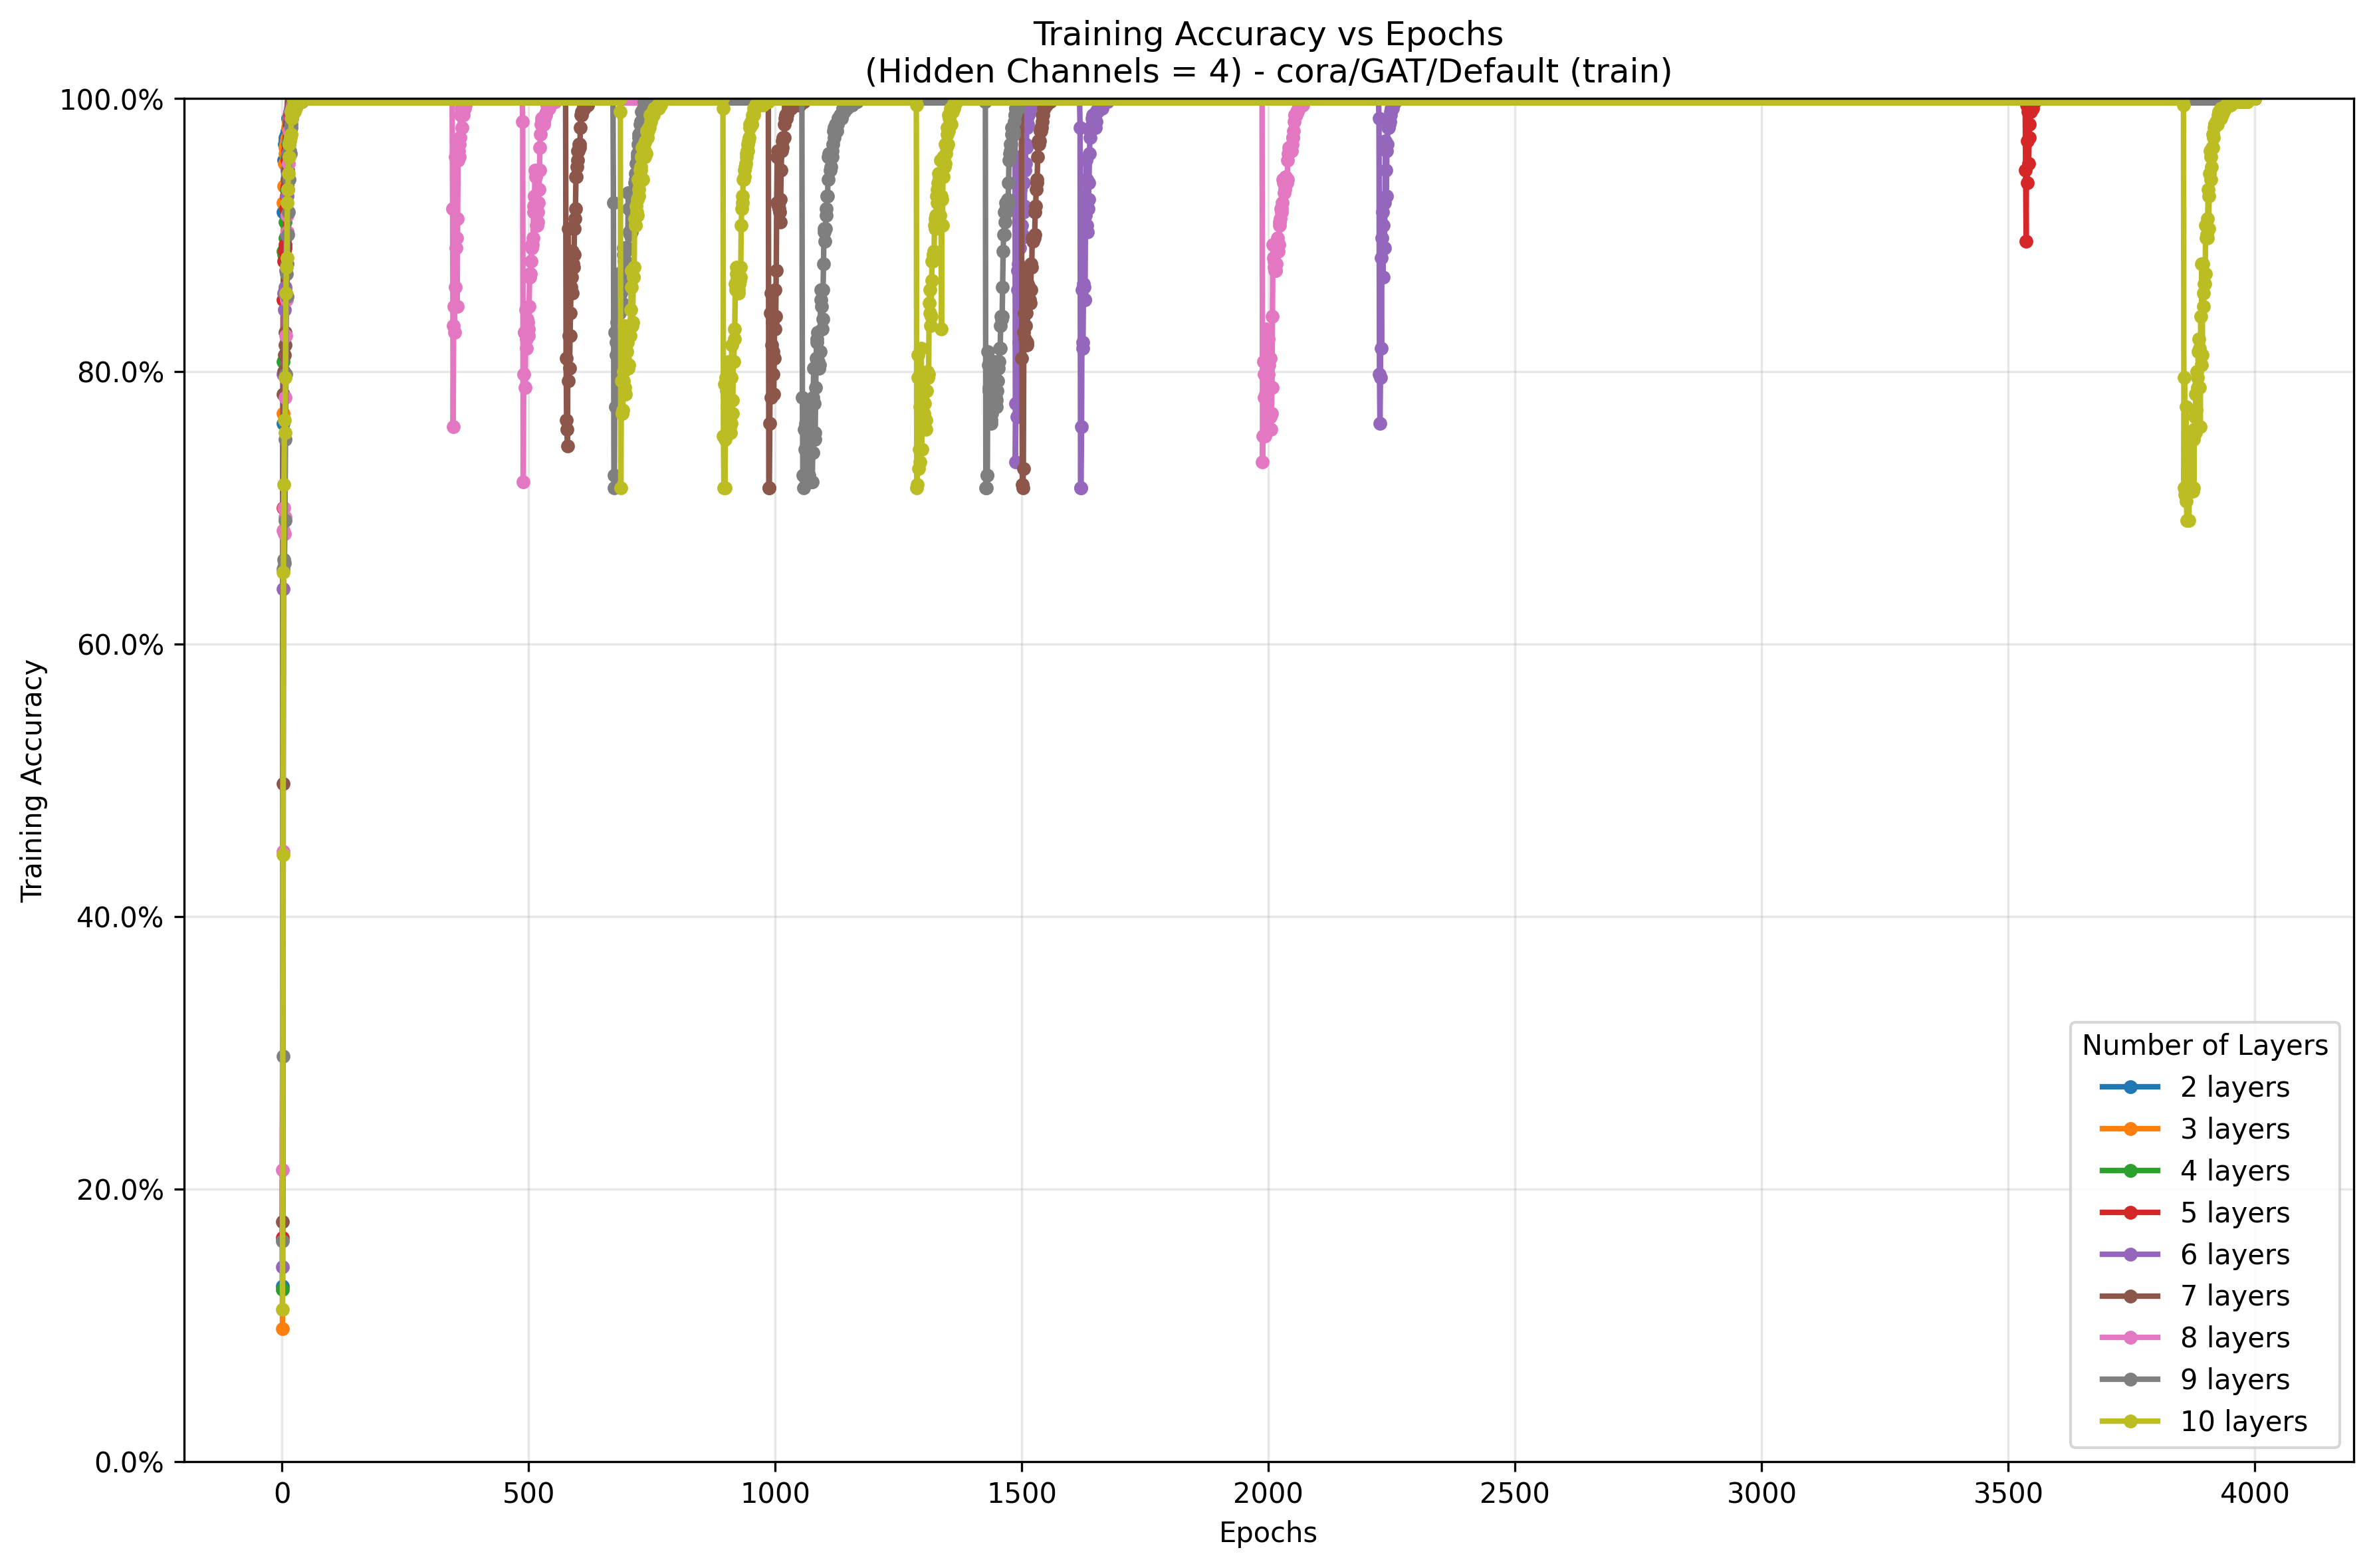 Training Accuracy vs Epochs
(Hidden Channels = 4) - cora/GAT/Default (train)
100.0%
80.0%
60.0%
40.0%
20.0%
0.0%
Training Accuracy
0
500
1000
1500
2000
2500
3000
3500
4000
Epochs
Number of Layers
2 layers
3 layers
4 layers
5 layers
6 layers
7 layers
8 layers
9 layers
10 layers